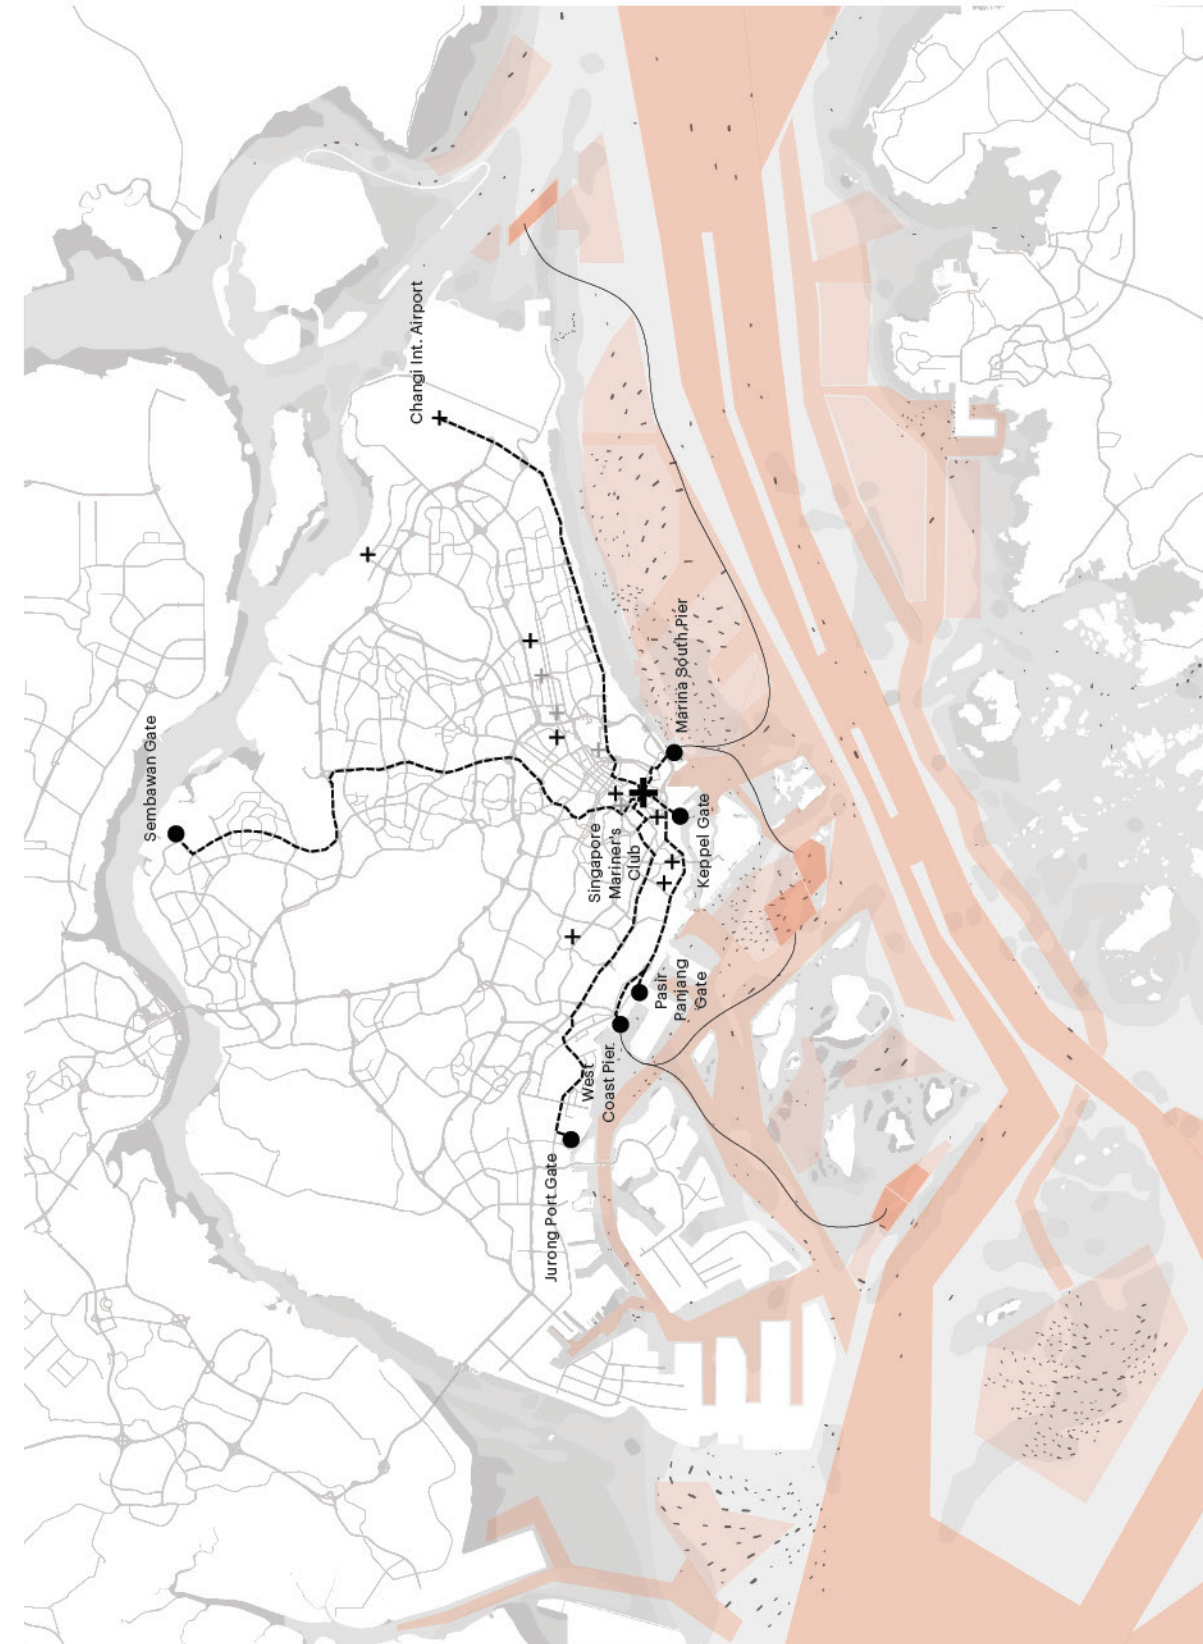 Changi Int. Airport
Sembawan Gate
Marina South Pier
Singapore
Mariner's
Club
Keppel Gate
Pasir
Panjang
Gate
West
Coast Pier
Jurong Port Gate